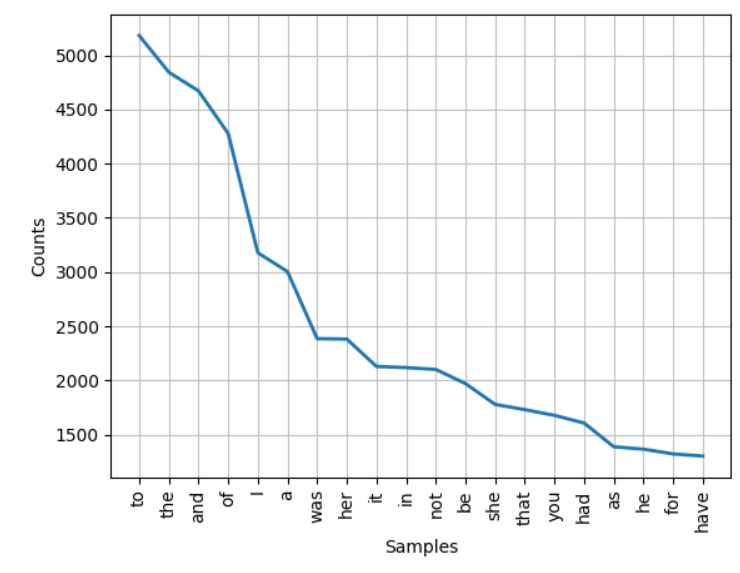 5000
4500
4000
3500
3000
2500
2000
1500
Counts
to the and of I a was her it in not be she that you had as he for have
Samples